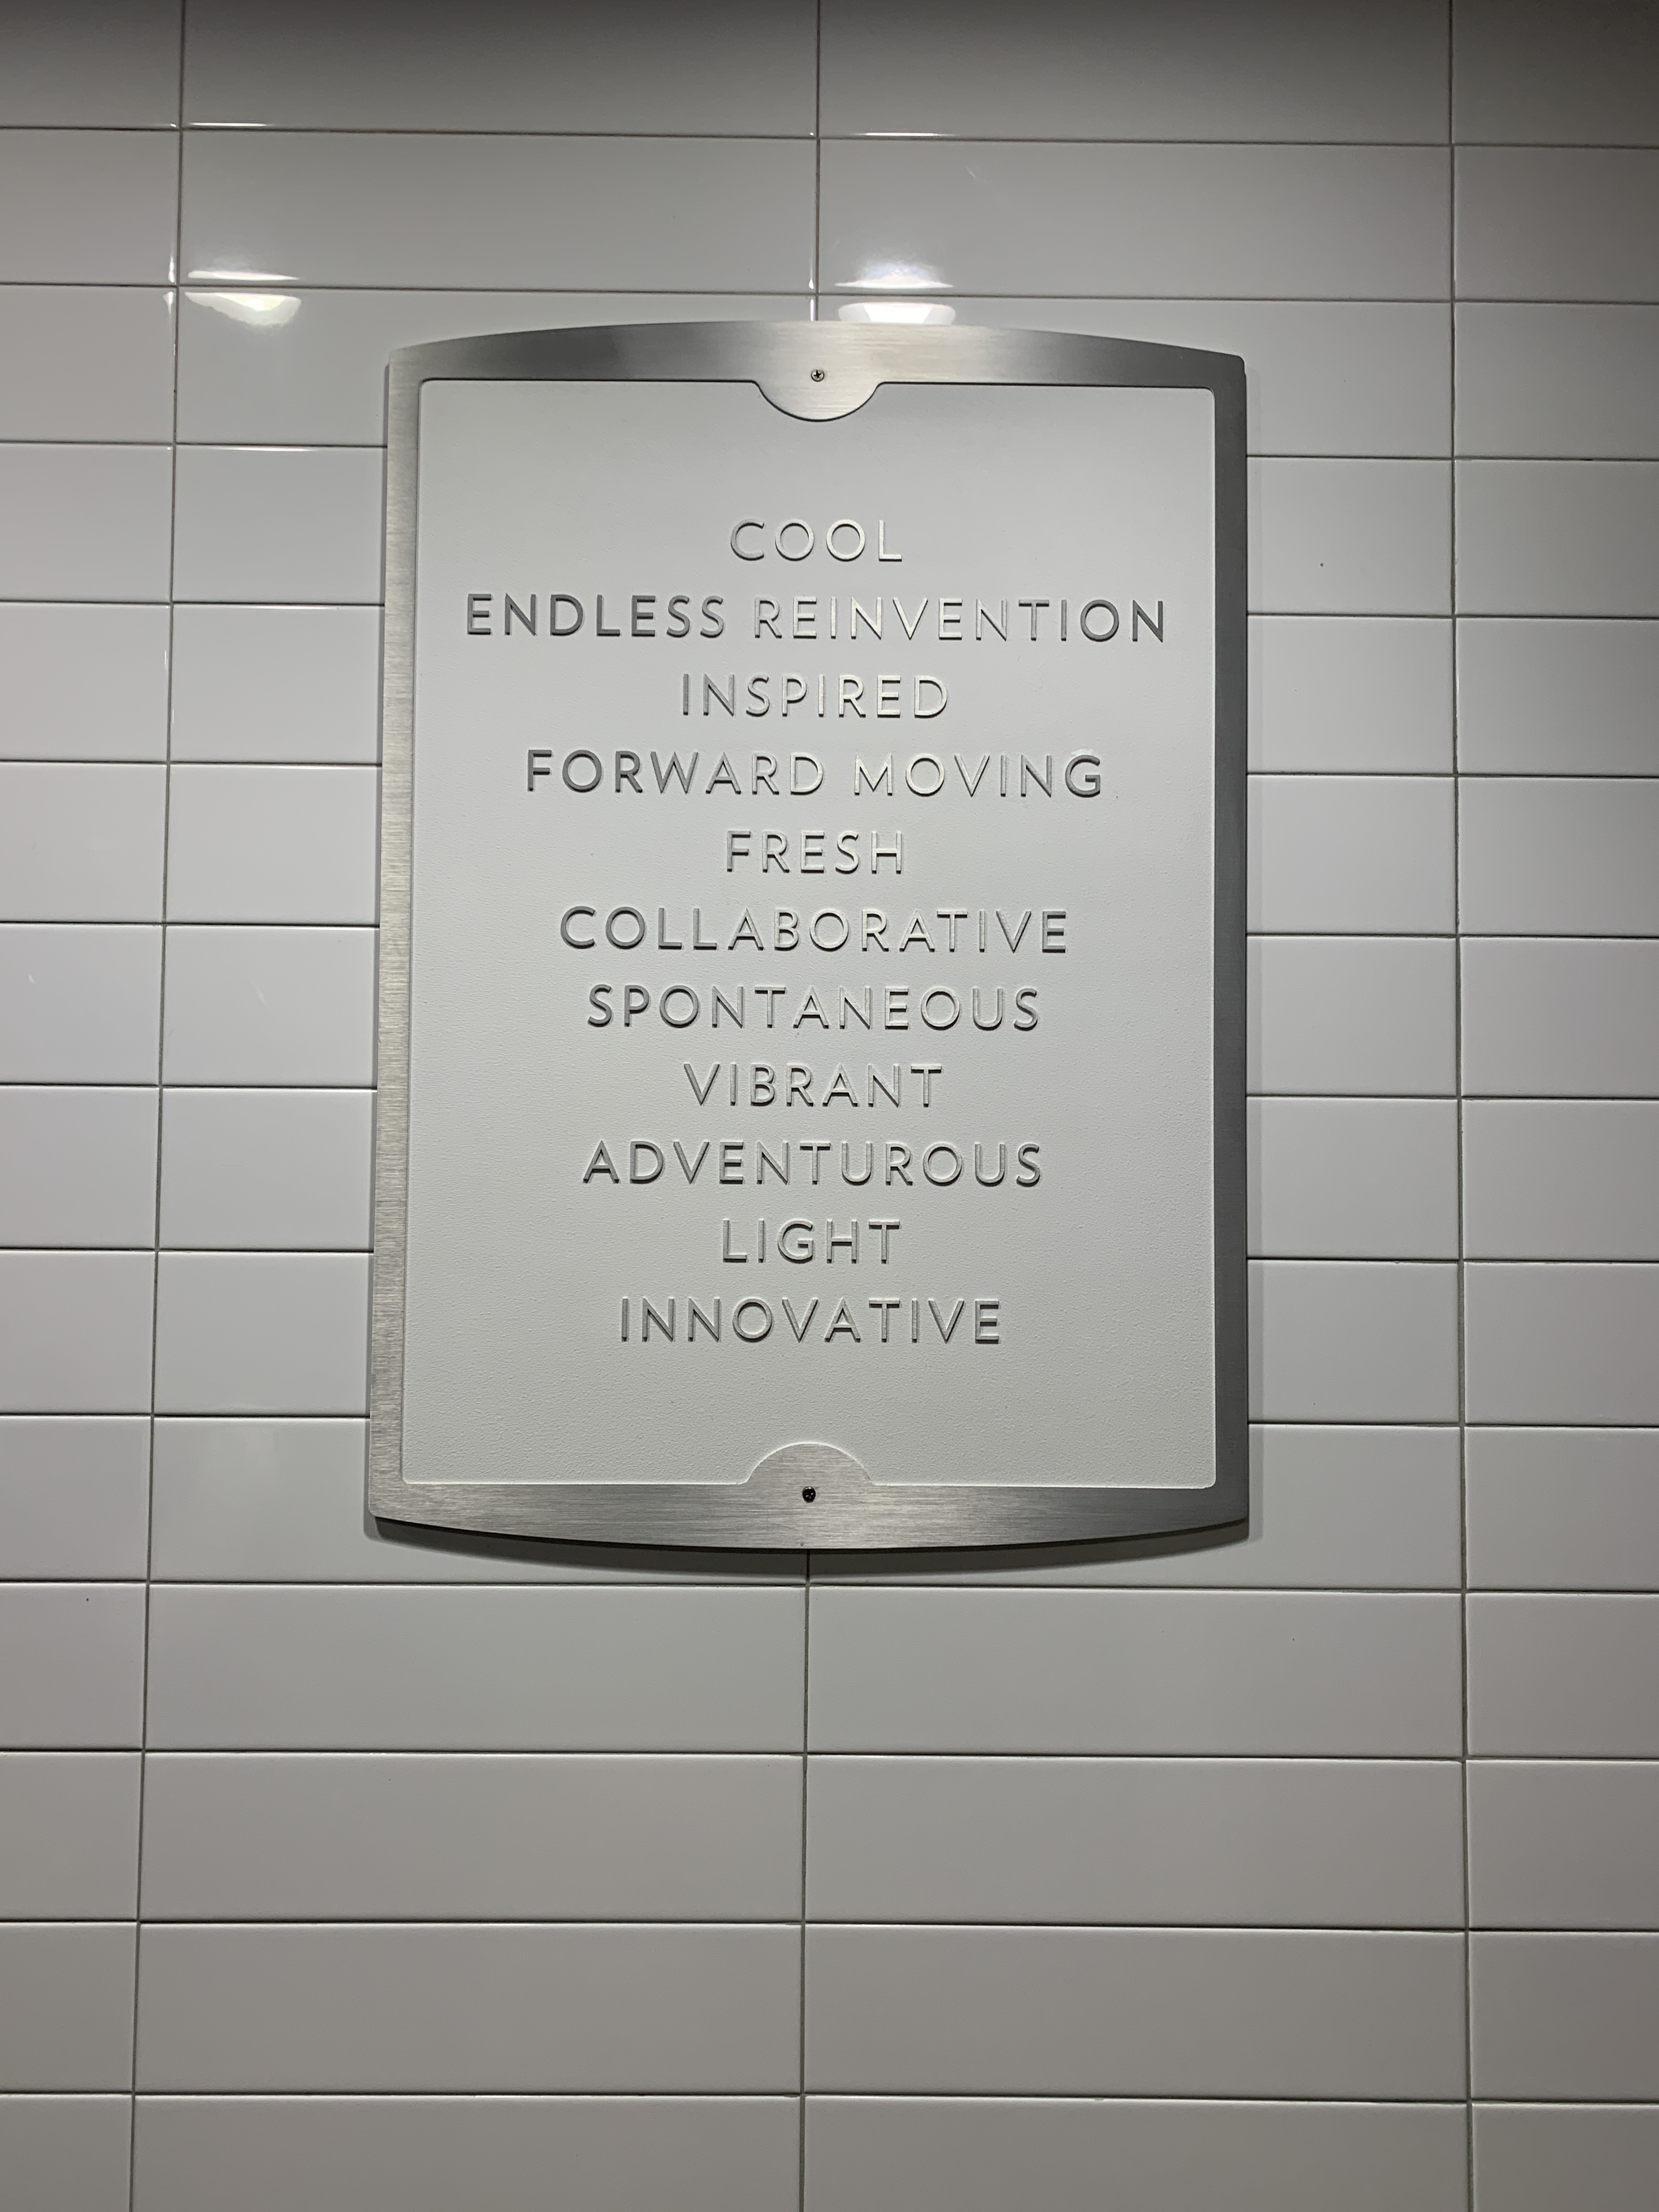 COOL
ENDLESS REINVENTION
INSPIRED
FORWARD MOVING
FRESH
COLLABORATIVE
SPONTANEOUS
VIBRANT
ADVENTUROUS
LIGHT
INNOVATIVE